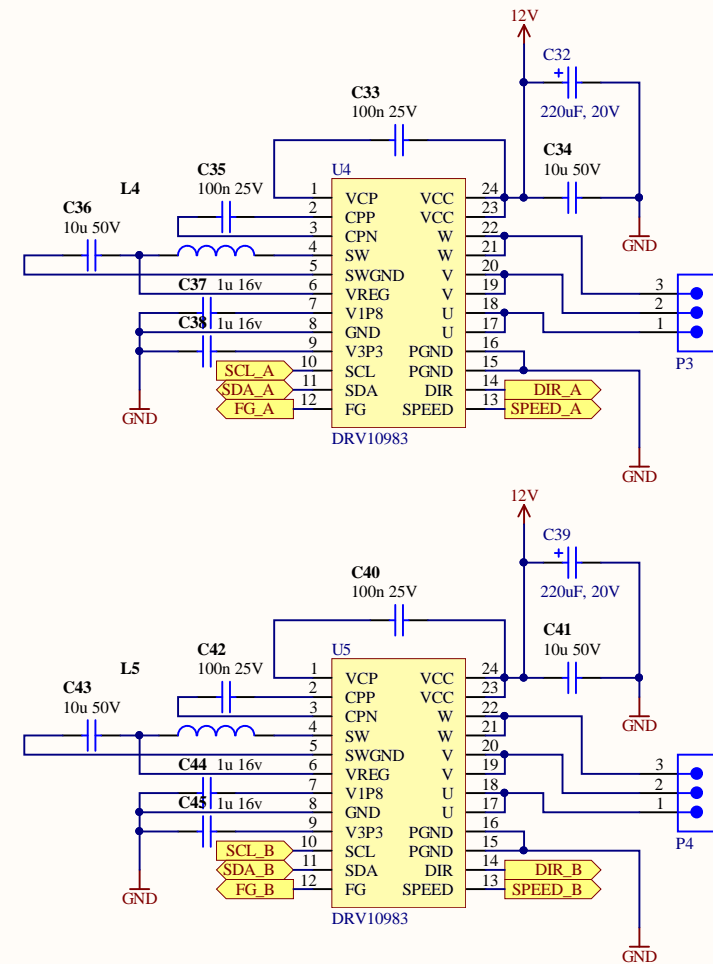 12V
C32
220uF, 20V
C33
100n 25V
C34
10u 50V
GND
C35
100n 25V
L4
C36
10u 50V
C37 1u 16v
C38 1u 16v
U4
1 VCP VCC 24
2 CPP VCC 23
3 CPN W 22
4 SW W 21
5 SWGND V 20
6 VREG V 19
7 V1P8 U 18
8 GND U 17
9 V3P3 PGND 16
10 SCL PGND 15
11 SDA DIR 14
12 FG SPEED 13
DRV10983
SCL_A
SDA_A
FG_A
DIR_A
SPEED_A
GND
3
2
1
P3
GND
12V
C39
220uF, 20V
C40
100n 25V
C41
10u 50V
GND
C42
100n 25V
L5
C43
10u 50V
C44 1u 16v
C45 1u 16v
U5
1 VCP VCC 24
2 CPP VCC 23
3 CPN W 22
4 SW W 21
5 SWGND V 20
6 VREG V 19
7 V1P8 U 18
8 GND U 17
9 V3P3 PGND 16
10 SCL PGND 15
11 SDA DIR 14
12 FG SPEED 13
DRV10983
SCL_B
SDA_B
FG_B
DIR_B
SPEED_B
GND
3
2
1
P4
GND